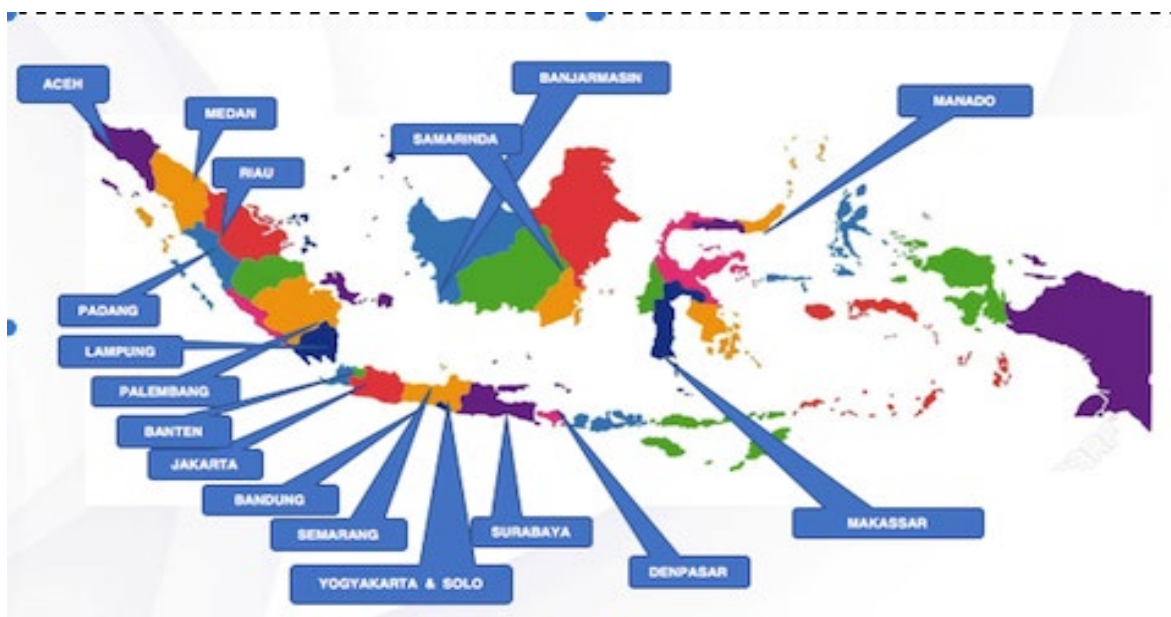 ACEH
BANJARMASIN
MEDAN
MANADO
SAMARINDA
RIAU
PADANG
LAMPUNG
PALEMBANG
BANTEN
JAKARTA
BANDUNG
SEMARANG
SURABAYA
MAKASSAR
YOGYAKARTA & SOLO
DENPASAR